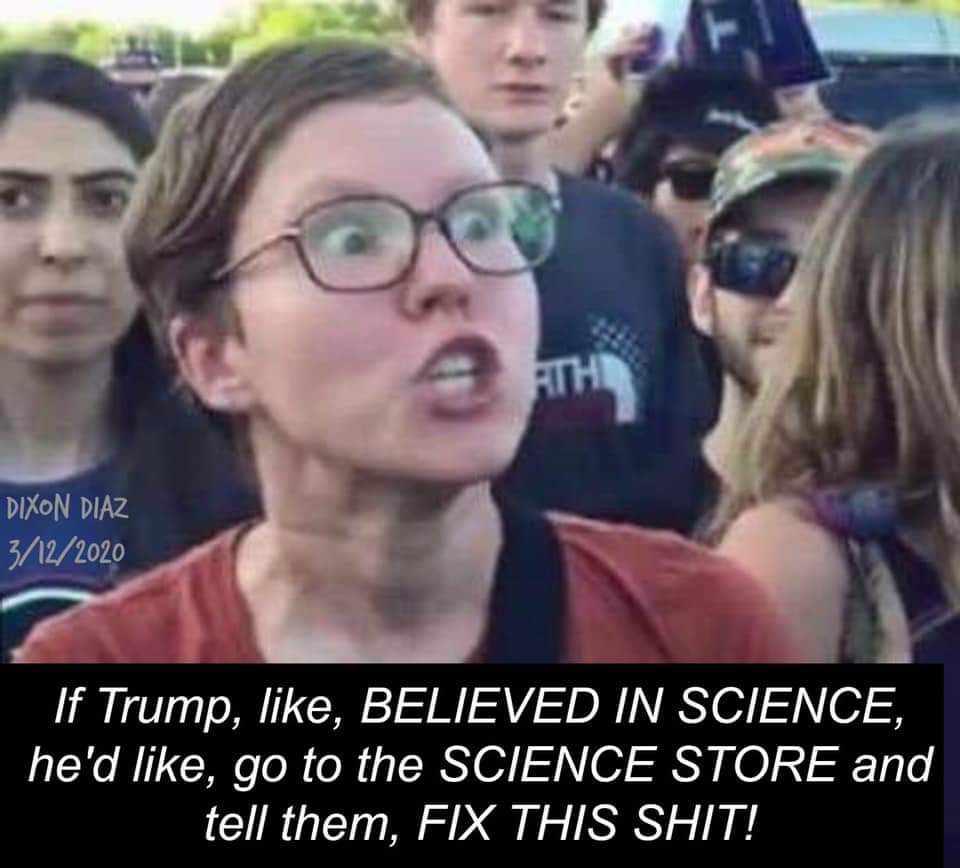 ATH
DIXON DIAZ
3/12/2020
If Trump, like, BELIEVED IN SCIENCE,
he'd like, go to the SCIENCE STORE and
tell them, FIX THIS SHIT!